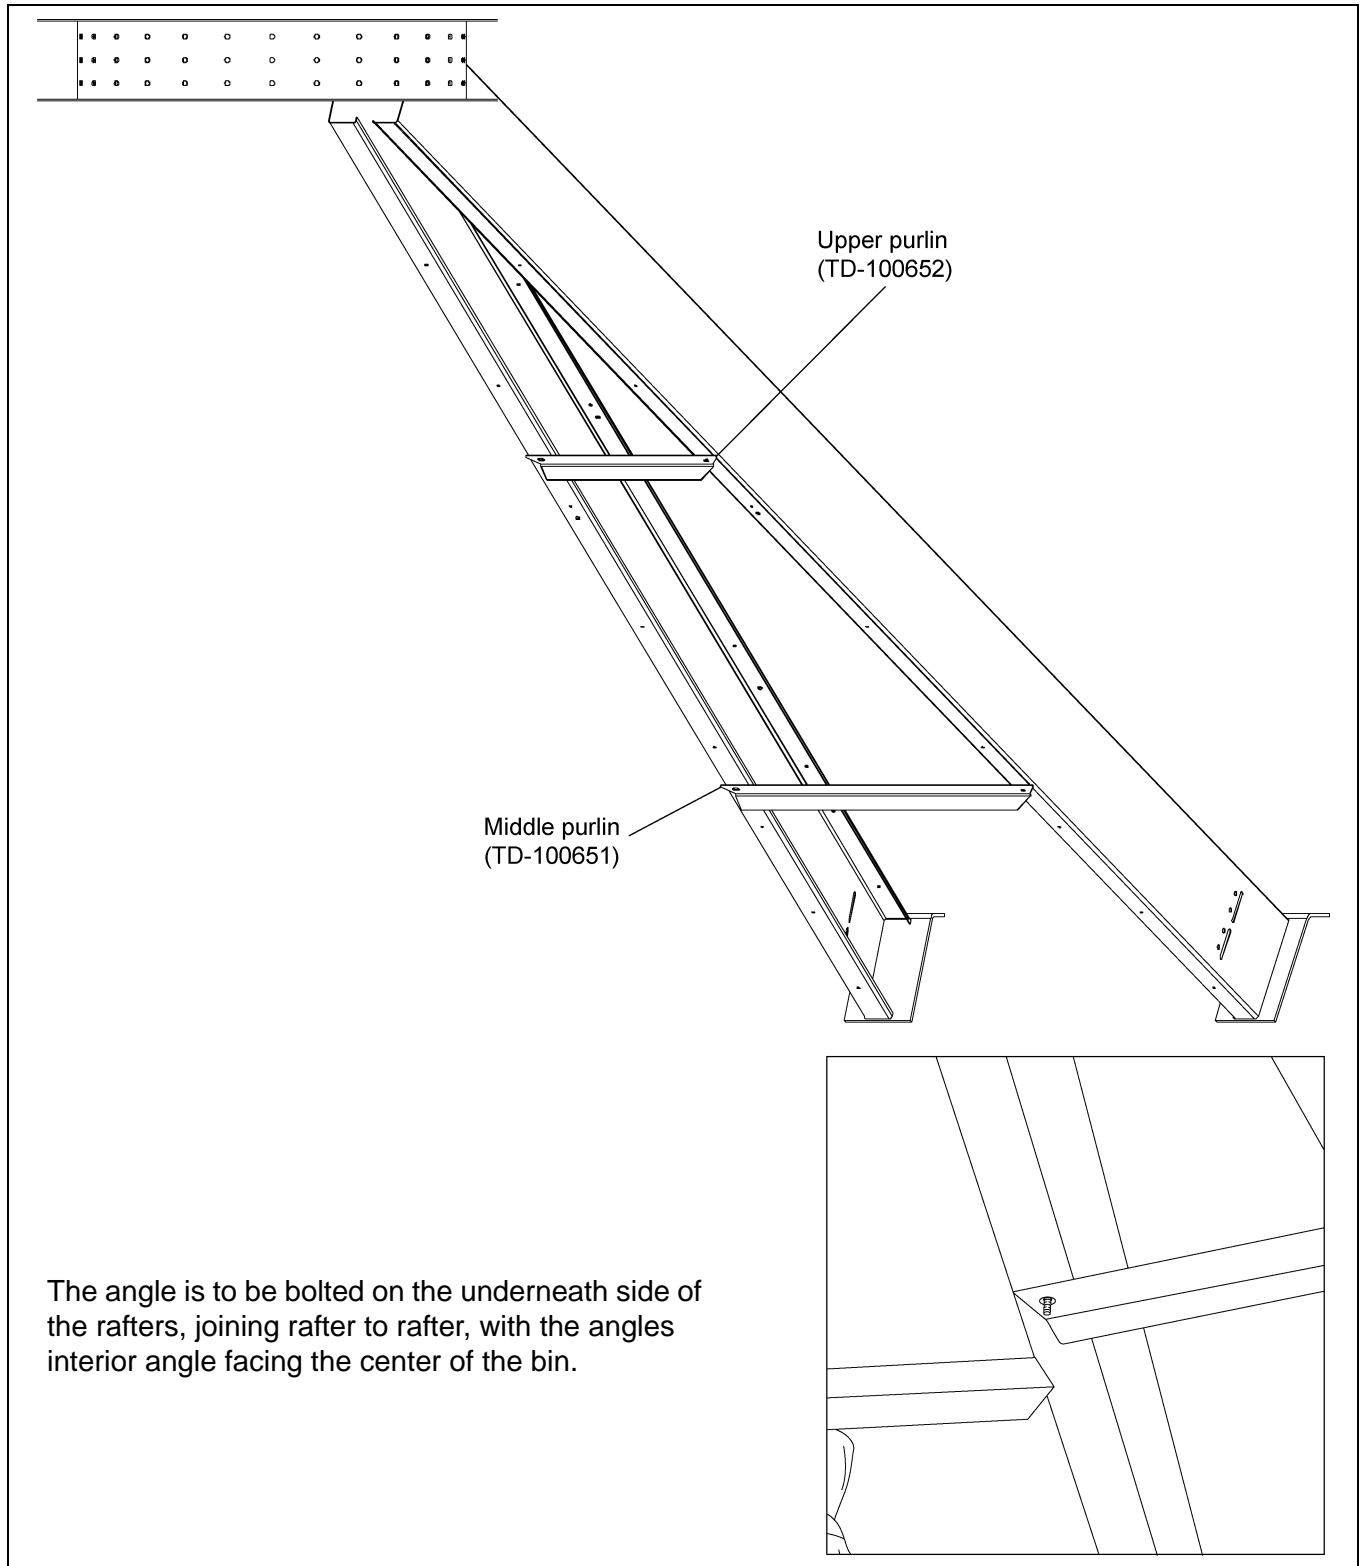 Upper purlin
(TD-100652)
Middle purlin
(TD-100651)
The angle is to be bolted on the underneath side of
the rafters, joining rafter to rafter, with the angles
interior angle facing the center of the bin.